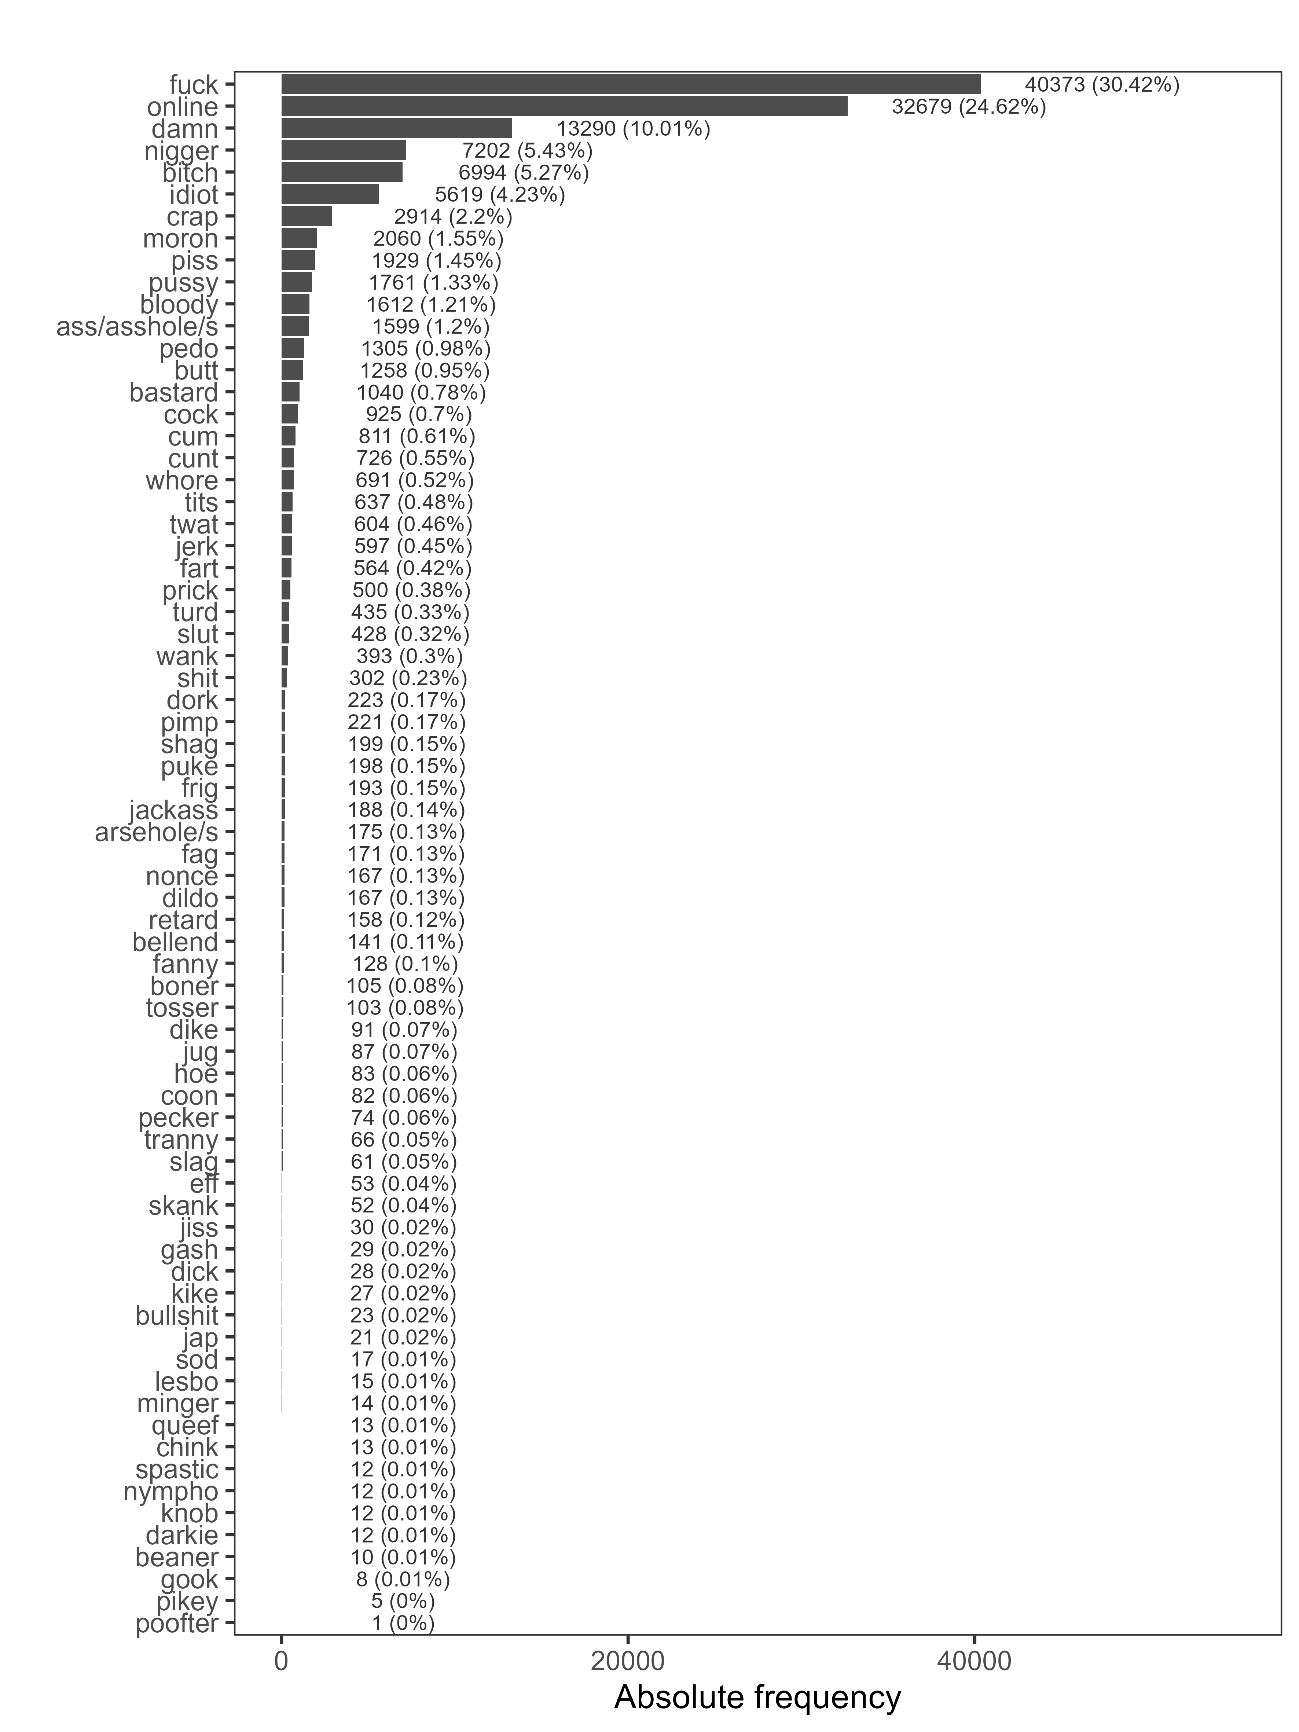 fuck 40373 (30.42%)
online 32679 (24.62%)
damn 13290 (10.01%)
nigger 7202 (5.43%)
bitch 6994 (5.27%)
idiot 5619 (4.23%)
crap 2914 (2.2%)
moron 2060 (1.55%)
piss 1929 (1.45%)
pussy 1761 (1.33%)
bloody 1612 (1.21%)
ass/asshole/s 1599 (1.2%)
pedo 1305 (0.98%)
butt 1258 (0.95%)
bastard 1040 (0.78%)
cock 925 (0.7%)
cum 811 (0.61%)
cunt 726 (0.55%)
whore 691 (0.52%)
tits 637 (0.48%)
twat 604 (0.46%)
jerk 597 (0.45%)
fart 564 (0.42%)
prick 500 (0.38%)
turd 435 (0.33%)
slut 428 (0.32%)
wank 393 (0.3%)
shit 302 (0.23%)
dork 223 (0.17%)
pimp 221 (0.17%)
shag 199 (0.15%)
puke 198 (0.15%)
frig 193 (0.15%)
jackass 188 (0.14%)
arsehole/s 175 (0.13%)
fag 171 (0.13%)
nonce 167 (0.13%)
dildo 167 (0.13%)
retard 158 (0.12%)
bellend 141 (0.11%)
fanny 128 (0.1%)
boner 105 (0.08%)
tosser 103 (0.08%)
dike 91 (0.07%)
jug 87 (0.07%)
hoe 83 (0.06%)
coon 82 (0.06%)
pecker 74 (0.06%)
tranny 66 (0.05%)
slag 61 (0.05%)
eff 53 (0.04%)
skank 52 (0.04%)
jiss 30 (0.02%)
gash 29 (0.02%)
dick 28 (0.02%)
kike 27 (0.02%)
bullshit 23 (0.02%)
jap 21 (0.02%)
sod 17 (0.01%)
lesbo 15 (0.01%)
minger 14 (0.01%)
queef 13 (0.01%)
chink 13 (0.01%)
spastic 12 (0.01%)
nympho 12 (0.01%)
knob 12 (0.01%)
darkie 12 (0.01%)
beaner 10 (0.01%)
gook 8 (0.01%)
pikey 5 (0%)
poofter 1 (0%)
0 20000 40000
Absolute frequency